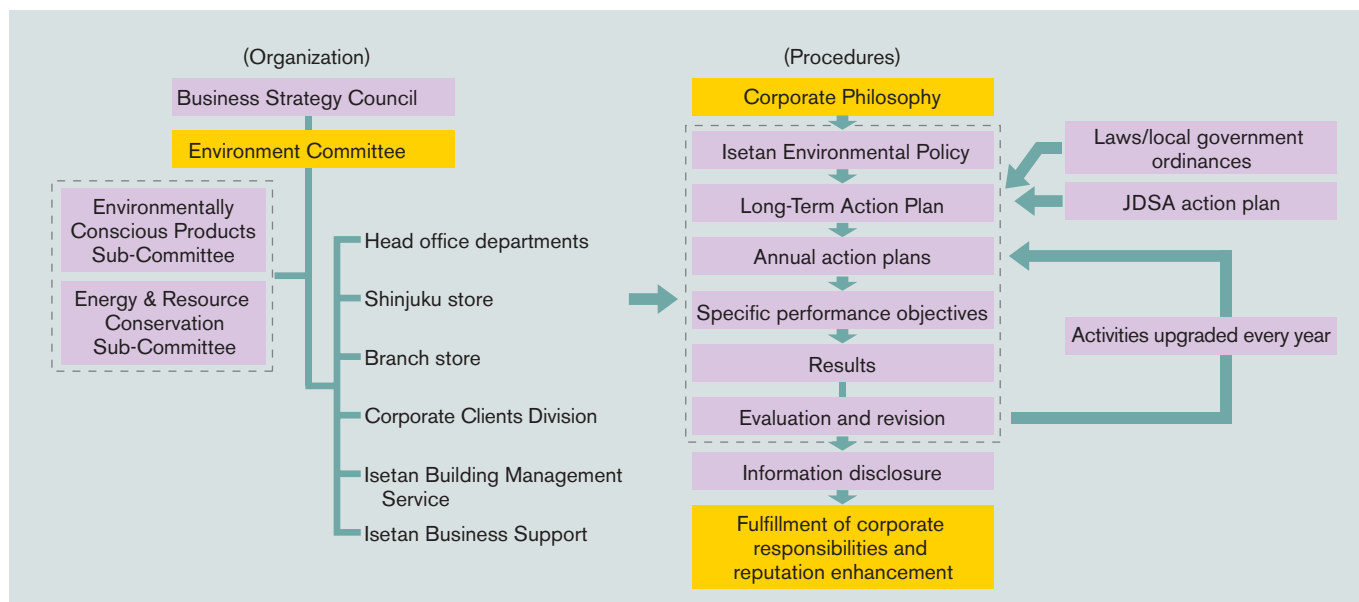 (Organization)
Business Strategy Council
Environment Committee
Environmentally
Conscious Products
Sub-Committee
Energy & Resource
Conservation
Sub-Committee
Head office departments
Shinjuku store
Branch store
Corporate Clients Division
Isetan Building Management
Service
Isetan Business Support
(Procedures)
Corporate Philosophy
Isetan Environmental Policy
Long-Term Action Plan
Annual action plans
Specific performance objectives
Results
Evaluation and revision
Information disclosure
Fulfillment of corporate
responsibilities and
reputation enhancement
Laws/local government
ordinances
JDSA action plan
Activities upgraded every year